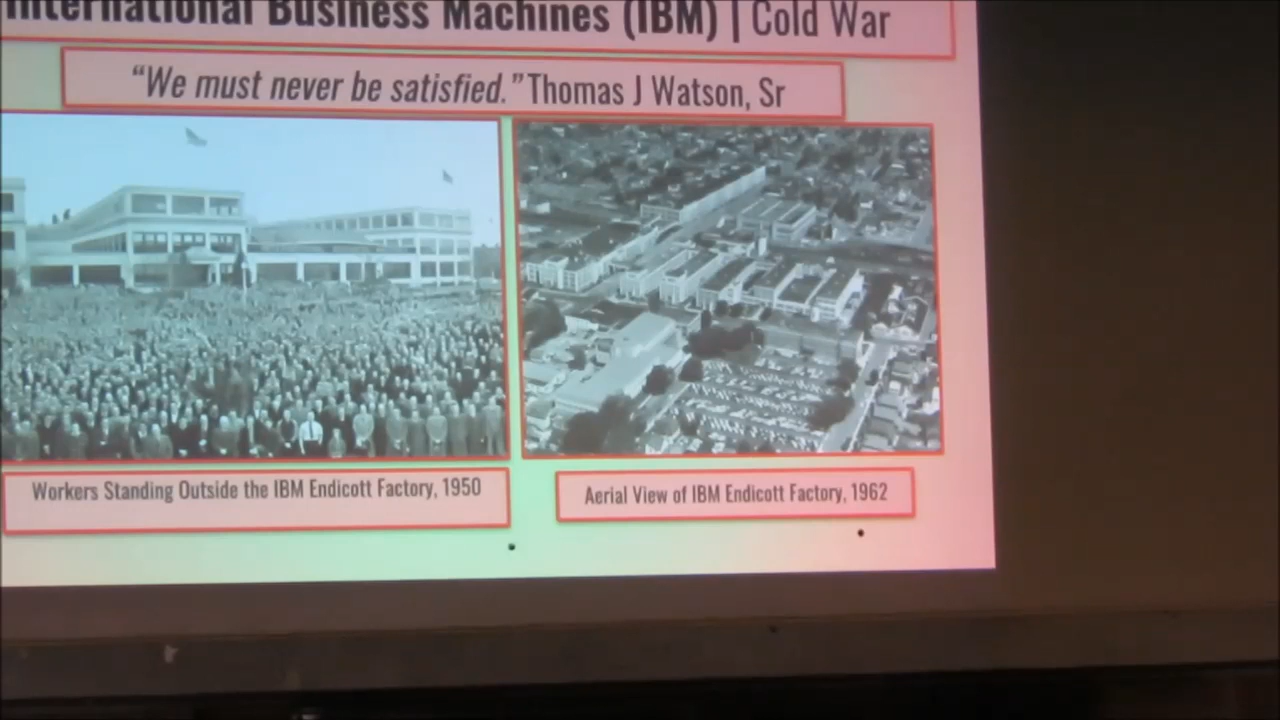 International Business Machines (IBM) | Cold War
“We must never be satisfied.” Thomas J Watson, Sr
Workers Standing Outside the IBM Endicott Factory, 1950
Aerial View of IBM Endicott Factory, 1962